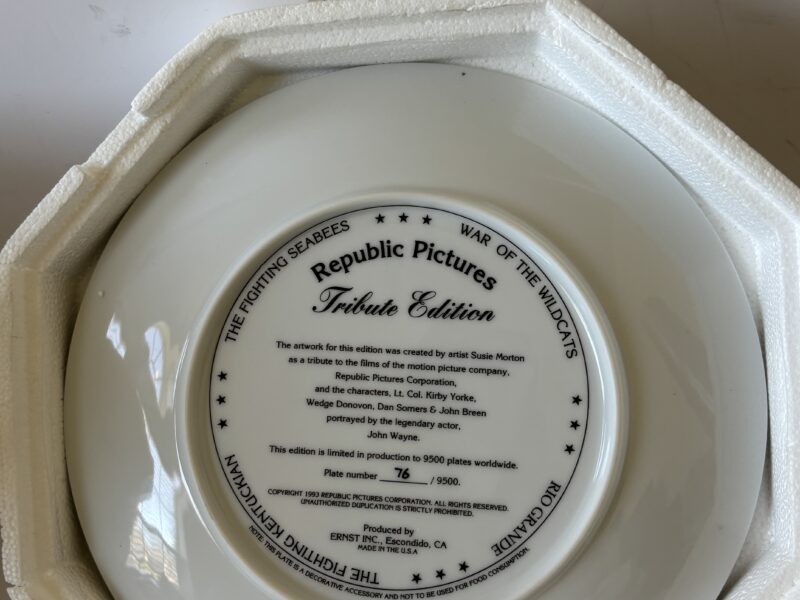 THE FIGHTING SEABEES
★ ★ ★
WAR OF THE WILDCATS
Republic Pictures
Tribute Edition
The artwork for this edition was created by artist Susie Morton
as a tribute to the films of the motion picture company,
Republic Pictures Corporation,
and the characters, Lt. Col. Kirby Yorke,
Wedge Donovan, Dan Somers & John Breen
portrayed by the legendary actor,
John Wayne.
This edition is limited in production to 9500 plates worldwide.
Plate number 76 / 9500.
COPYRIGHT 1993 REPUBLIC PICTURES CORPORATION. ALL RIGHTS RESERVED.
UNAUTHORIZED DUPLICATION IS STRICTLY PROHIBITED.
Produced by
ERNST INC., Escondido, CA
MADE IN THE U.S.A
★ ★ ★
THE FIGHTING KENTUCKIAN
★ ★ ★
RIO GRANDE
★ ★ ★
NOTE: THIS PLATE IS A DECORATIVE ACCESSORY AND NOT TO BE USED FOR FOOD CONSUMPTION.